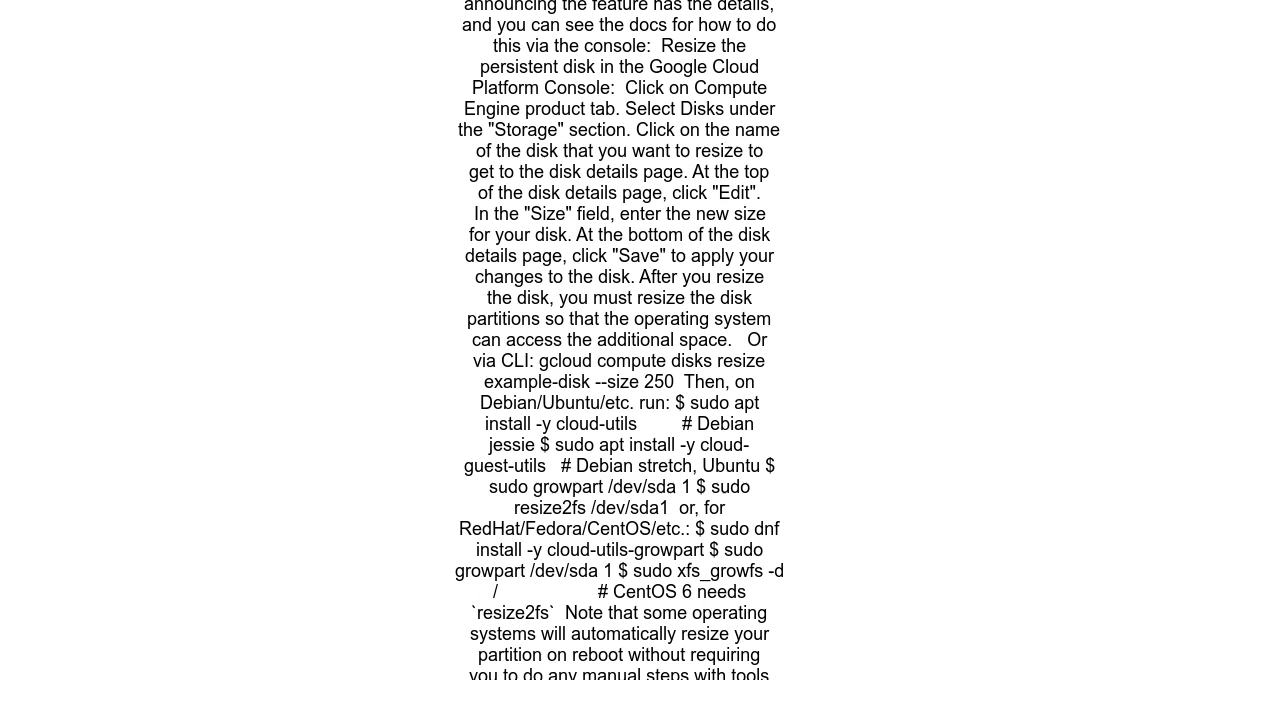 announcing the feature has the details,
and you can see the docs for how to do
this via the console:  Resize the
persistent disk in the Google Cloud
Platform Console:  Click on Compute
Engine product tab. Select Disks under
the "Storage" section. Click on the name
of the disk that you want to resize to
get to the disk details page. At the top
of the disk details page, click "Edit".
In the "Size" field, enter the new size
for your disk. At the bottom of the disk
details page, click "Save" to apply your
changes to the disk. After you resize
the disk, you must resize the disk
partitions so that the operating system
can access the additional space.   Or
via CLI: gcloud compute disks resize
example-disk --size 250  Then, on
Debian/Ubuntu/etc. run: $ sudo apt
install -y cloud-utils         # Debian
jessie $ sudo apt install -y cloud-
guest-utils   # Debian stretch, Ubuntu $
sudo growpart /dev/sda 1 $ sudo
resize2fs /dev/sda1  or, for
RedHat/Fedora/CentOS/etc.: $ sudo dnf
install -y cloud-utils-growpart $ sudo
growpart /dev/sda 1 $ sudo xfs_growfs -d
/                    # CentOS 6 needs
`resize2fs`  Note that some operating
systems will automatically resize your
partition on reboot without requiring
you to do any manual steps with tools